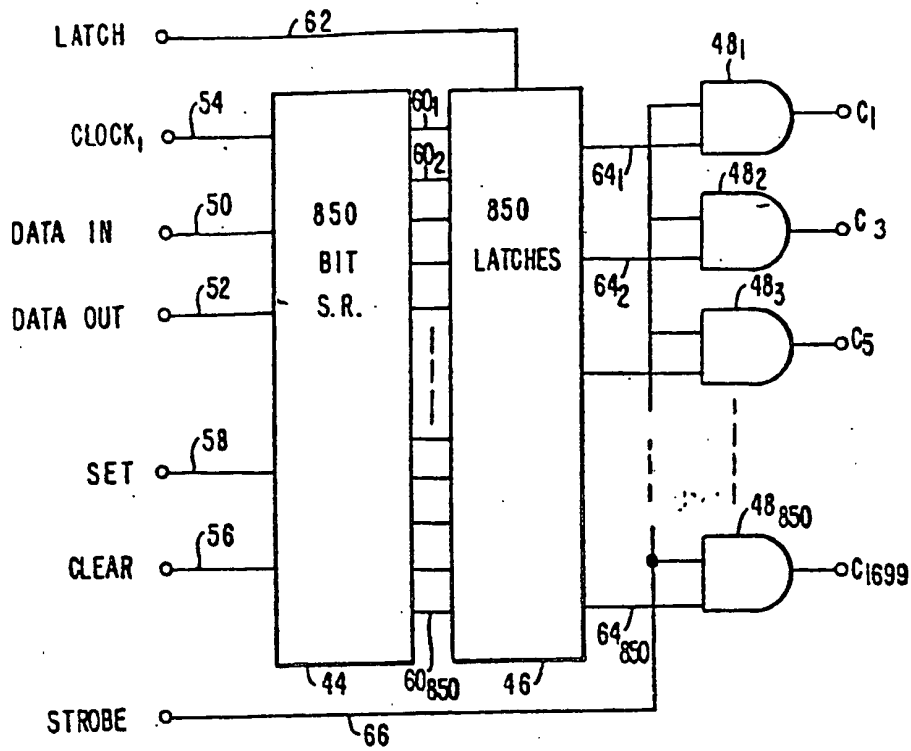 LATCH
62
CLOCK1
54
DATA IN
50
DATA OUT
52
SET
58
CLEAR
56
STROBE
66
850
BIT
S.R.
44
601
602
60850
850
LATCHES
46
641
642
64850
481
C1
482
C3
483
C5
48850
C1699